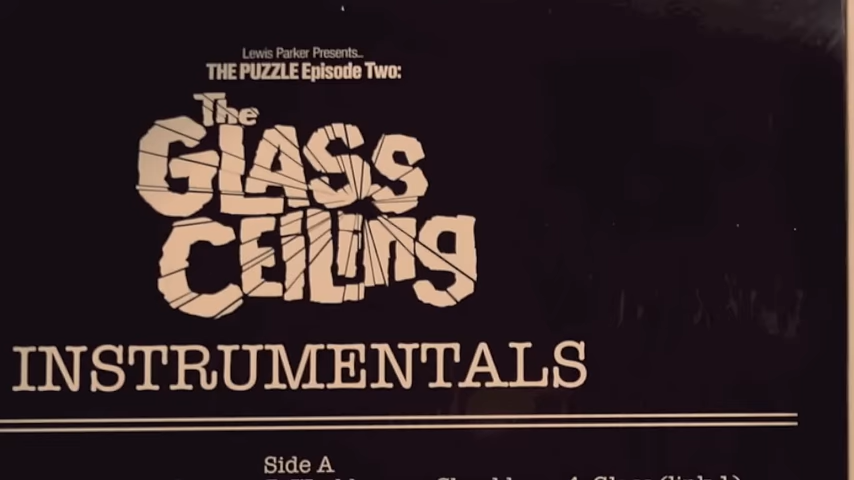 Lewis Parker Presents..
THE PUZZLE Episode Two:
The
GLASS
CEILING
INSTRUMENTALS
Side A